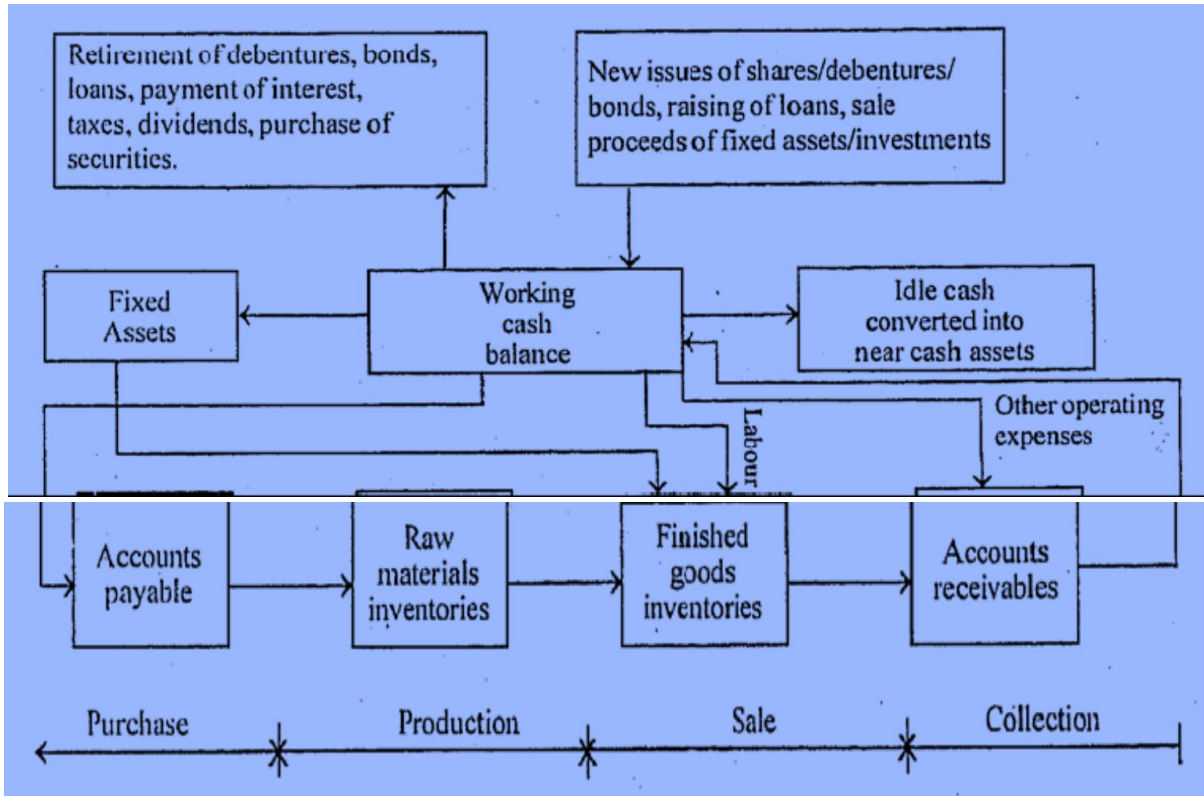 Retirement of debentures, bonds,
loans, payment of interest,
taxes, dividends, purchase of
securities.
New issues of shares/debentures/
bonds, raising of loans, sale
proceeds of fixed assets/investments
Fixed
Assets
Working
cash
balance
Idle cash
converted into
near cash assets
Labour
Other operating
expenses
Accounts
payable
Raw
materials
inventories
Finished
goods
inventories
Accounts
receivables
Purchase
Production
Sale
Collection